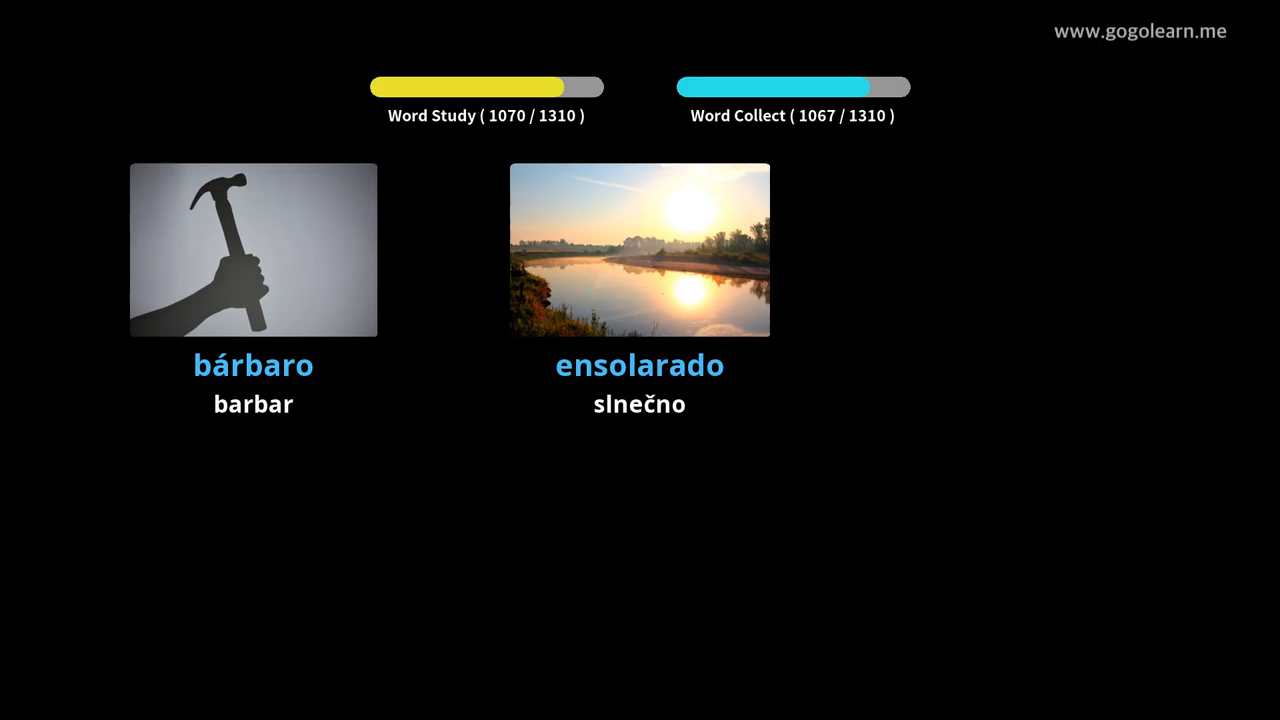 www.gogolearn.me
Word Study ( 1070 / 1310 )
Word Collect ( 1067 / 1310 )
bárbaro
barbar
ensolarado
slnečno